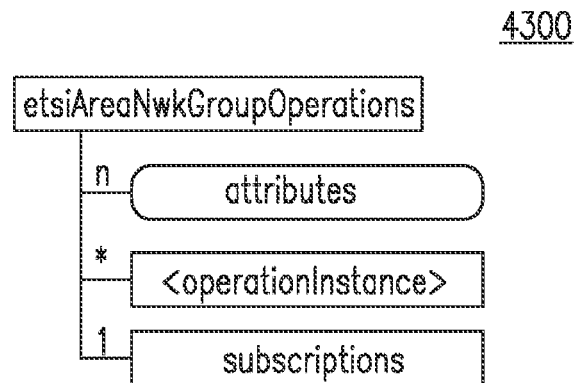 4300
etsiAreaNwkGroupOperations
n
attributes
*
<operationInstance>
1
subscriptions